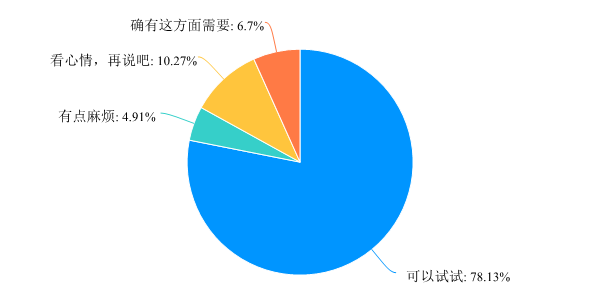 确有这方面需要: 6.7%
看心情，再说吧: 10.27%
有点麻烦: 4.91%
可以试试: 78.13%